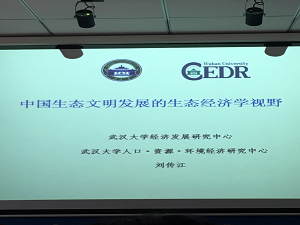 Wuhan University
CEDR
中国生态文明发展的生态经济学视野
武汉大学经济发展研究中心
武汉大学人口·资源·环境经济研究中心
刘传江